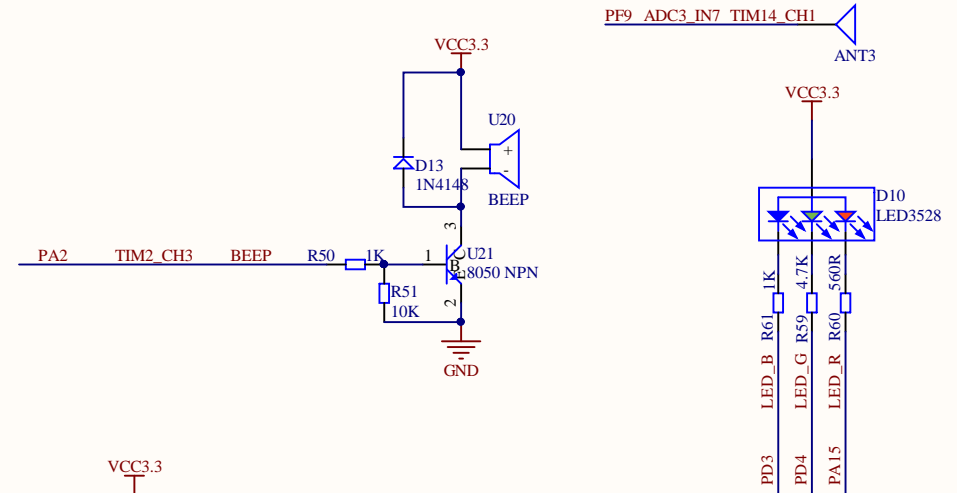 PF9 ADC3_IN7 TIM14_CH1
ANT3
VCC3.3
U20
+
-
BEEP
D13
1N4148
3
PA2 TIM2_CH3 BEEP R50 1K 1 B C E U21
8050 NPN
R51
10K
2
GND
VCC3.3
D10
LED3528
1K 4.7K 560R
R61 R59 R60
LED_B LED_G LED_R
PD3 PD4 PA15
VCC3.3